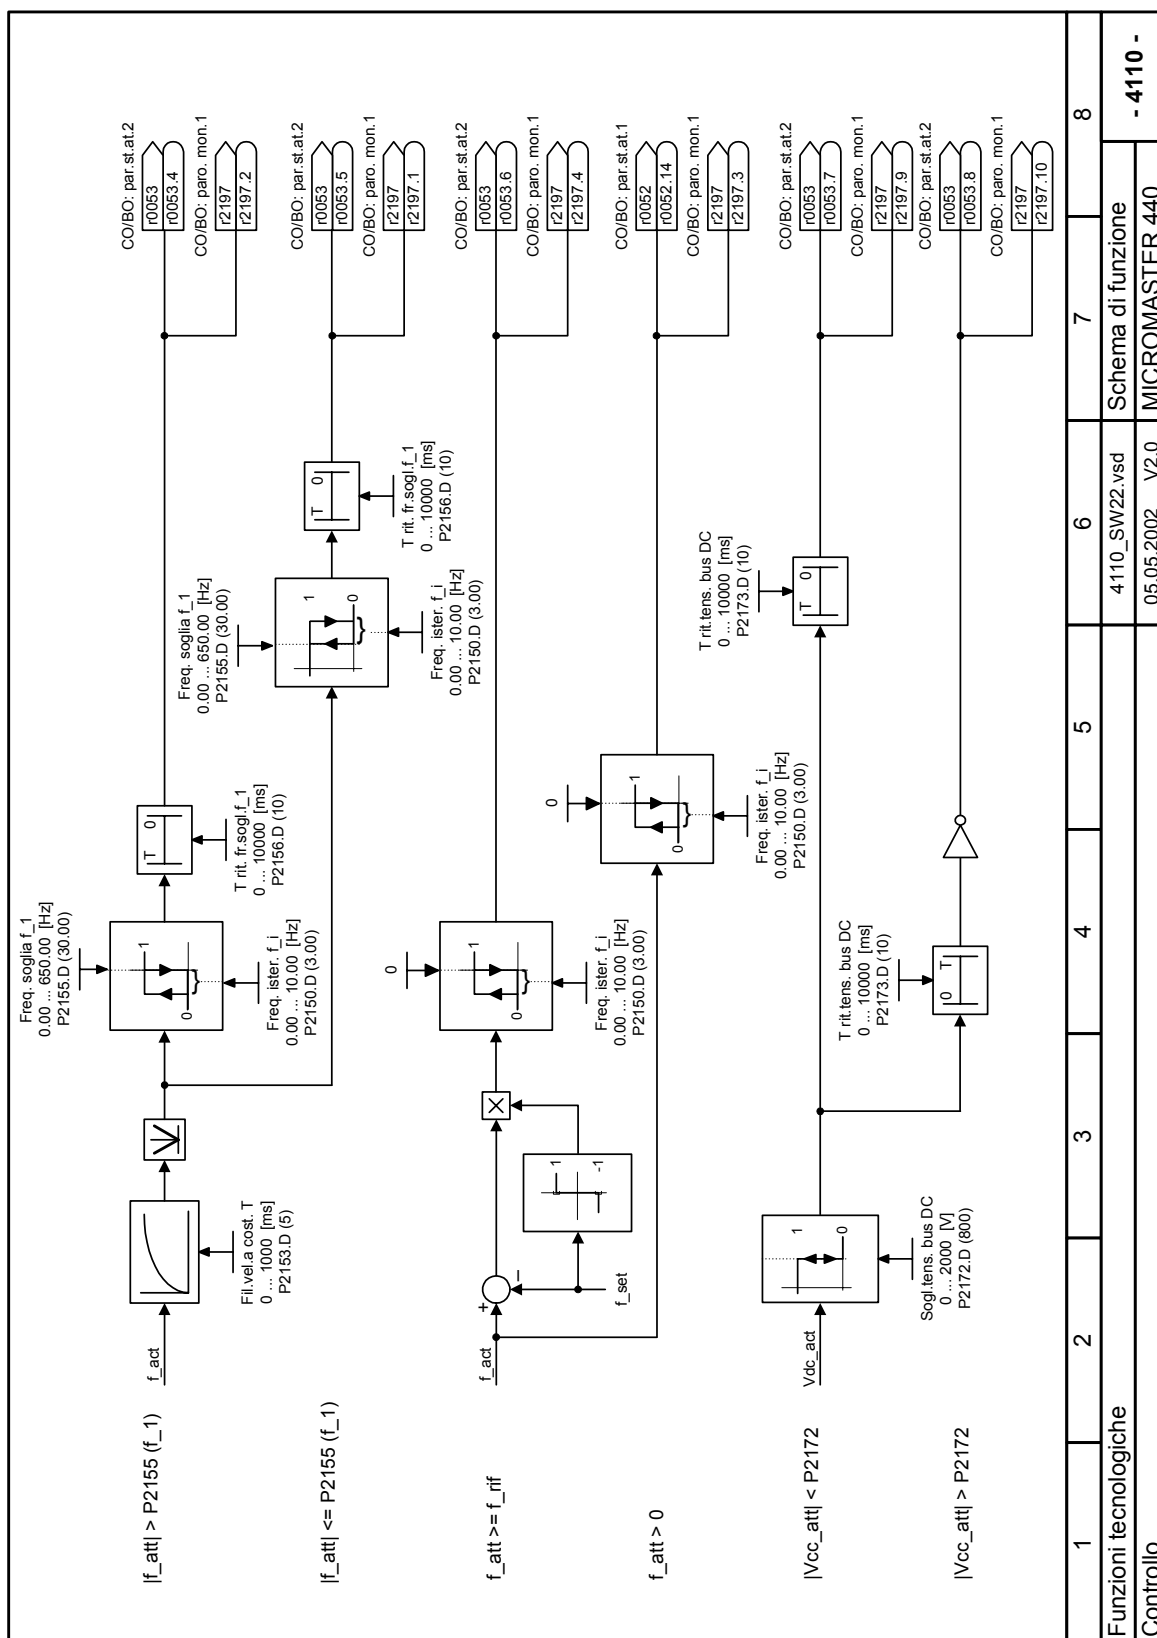 |f_att| > P2155 (f_1)
f_act
Fil.vel.a cost. T
0 ... 1000 [ms]
P2153.D (5)
Freq. soglia f_1
0.00 ... 650.00 [Hz]
P2155.D (30.00)
1
0
Freq. ister. f_i
0.00 ... 10.00 [Hz]
P2150.D (3.00)
T 0
T rit. fr.sogl.f_1
0 ... 10000 [ms]
P2156.D (10)
CO/BO: par.st.at.2
r0053
r0053.4
CO/BO: paro. mon.1
r2197
r2197.2
|f_att| <= P2155 (f_1)
Freq. soglia f_1
0.00 ... 650.00 [Hz]
P2155.D (30.00)
1
0
Freq. ister. f_i
0.00 ... 10.00 [Hz]
P2150.D (3.00)
T 0
T rit. fr.sogl.f_1
0 ... 10000 [ms]
P2156.D (10)
CO/BO: par.st.at.2
r0053
r0053.5
CO/BO: paro. mon.1
r2197
r2197.1
f_att >= f_rif
f_act
+
–
f_set
1
-1
0
1
0
Freq. ister. f_i
0.00 ... 10.00 [Hz]
P2150.D (3.00)
CO/BO: par.st.at.2
r0053
r0053.6
CO/BO: paro. mon.1
r2197
r2197.4
f_att > 0
0
1
0
Freq. ister. f_i
0.00 ... 10.00 [Hz]
P2150.D (3.00)
CO/BO: par.st.at.1
r0052
r0052.14
CO/BO: paro. mon.1
r2197
r2197.3
|Vcc_att| < P2172
Vdc_act
1
0
Sogl.tens. bus DC
0 ... 2000 [V]
P2172.D (800)
T rit.tens. bus DC
0 ... 10000 [ms]
P2173.D (10)
T 0
CO/BO: par.st.at.2
r0053
r0053.7
CO/BO: paro. mon.1
r2197
r2197.9
|Vcc_att| > P2172
T rit.tens. bus DC
0 ... 10000 [ms]
P2173.D (10)
0 T
CO/BO: par.st.at.2
r0053
r0053.8
CO/BO: paro. mon.1
r2197
r2197.10
1 2 3 4 5 6 7 8
Funzioni tecnologiche 4110_SW22.vsd Schema di funzione
- 4110 -
Controllo 05.05.2002 V2.0 MICROMASTER 440